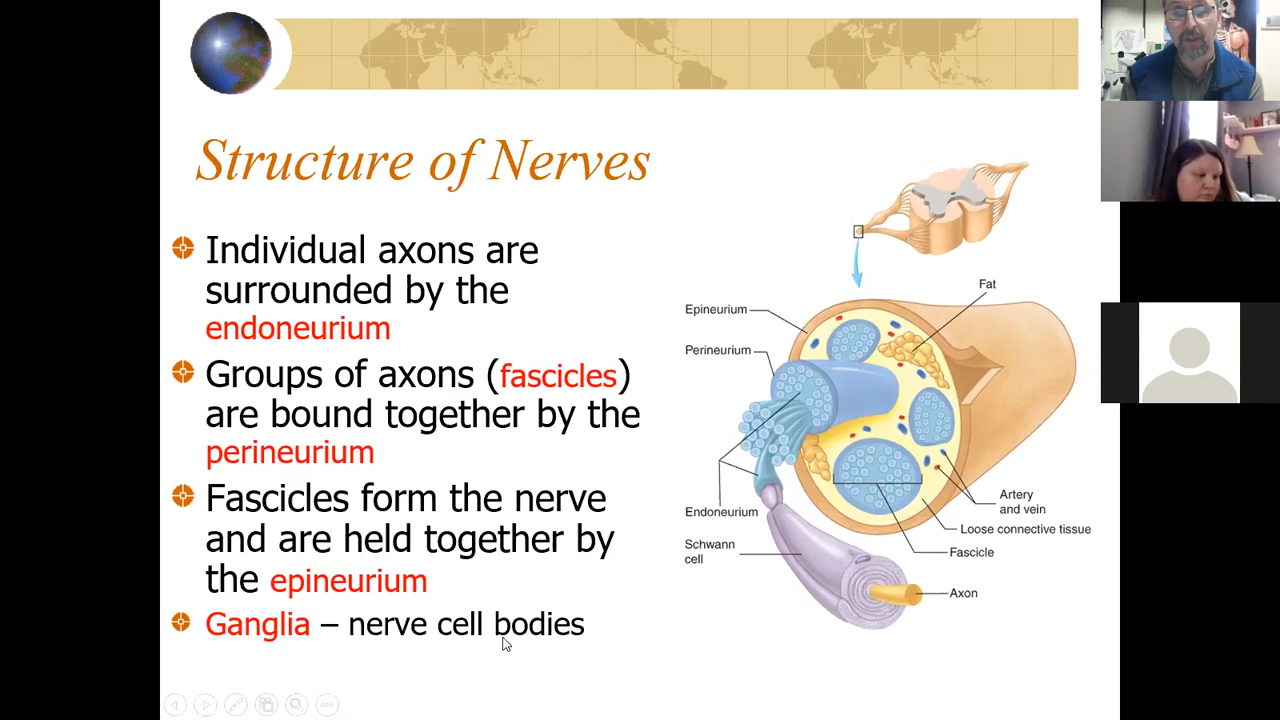 Structure of Nerves
Individual axons are
surrounded by the
endoneurium
Groups of axons (fascicles)
are bound together by the
perineurium
Fascicles form the nerve
and are held together by
the epineurium
Ganglia – nerve cell bodies
Fat
Epineurium
Perineurium
Endoneurium
Schwann
cell
Artery
and vein
Loose connective tissue
Fascicle
Axon